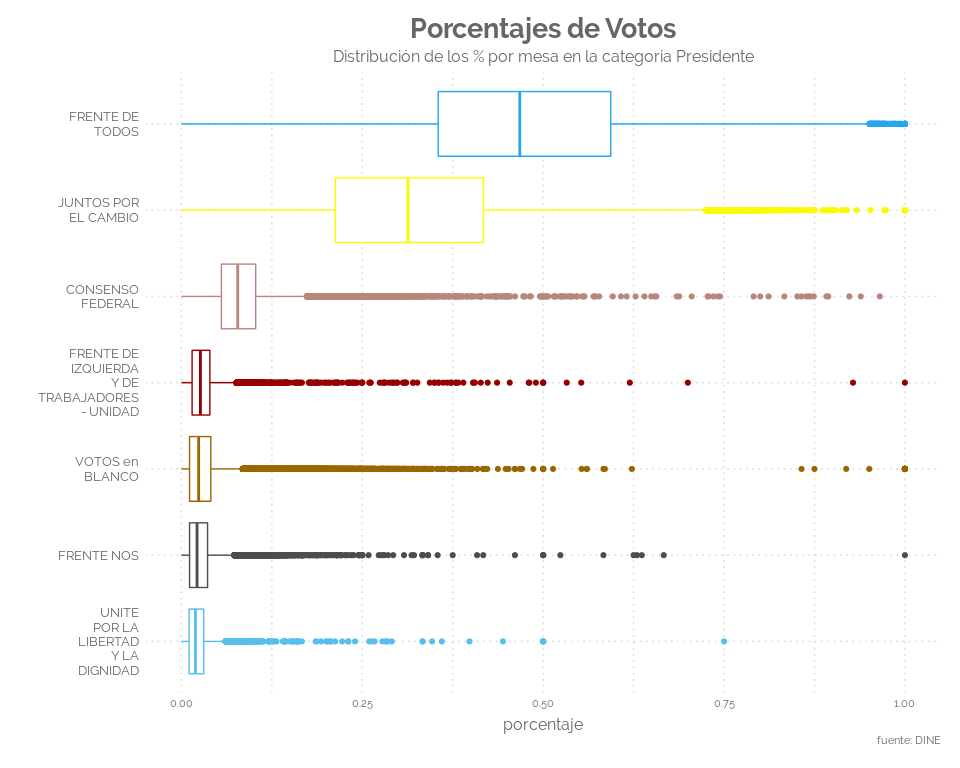 Porcentajes de Votos
Distribución de los % por mesa en la categoria Presidente
FRENTE DE
TODOS
JUNTOS POR
EL CAMBIO
CONSENSO
FEDERAL
FRENTE DE
IZQUIERDA
Y DE
TRABAJADORES
- UNIDAD
VOTOS en
BLANCO
FRENTE NOS
UNITE
POR LA
LIBERTAD
Y LA
DIGNIDAD
0.00 0.25 0.50 0.75 1.00
porcentaje
fuente: DINE